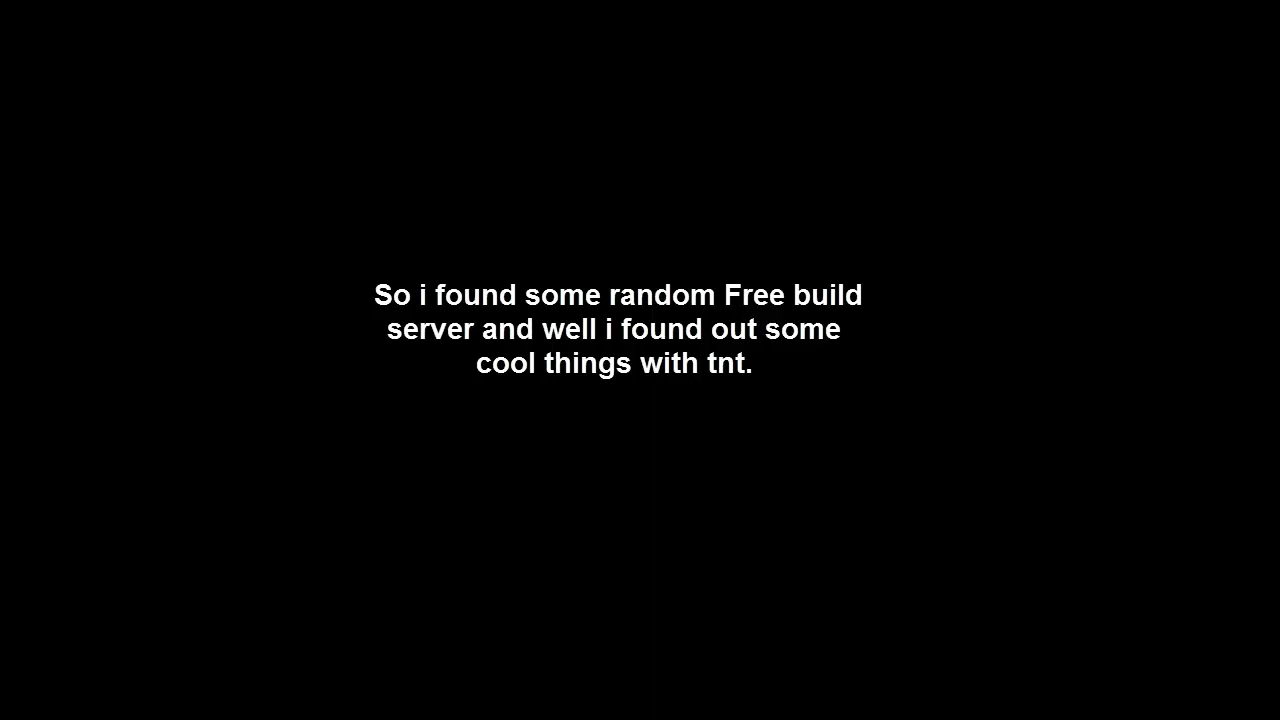 So i found some random Free build
server and well i found out some
cool things with tnt.